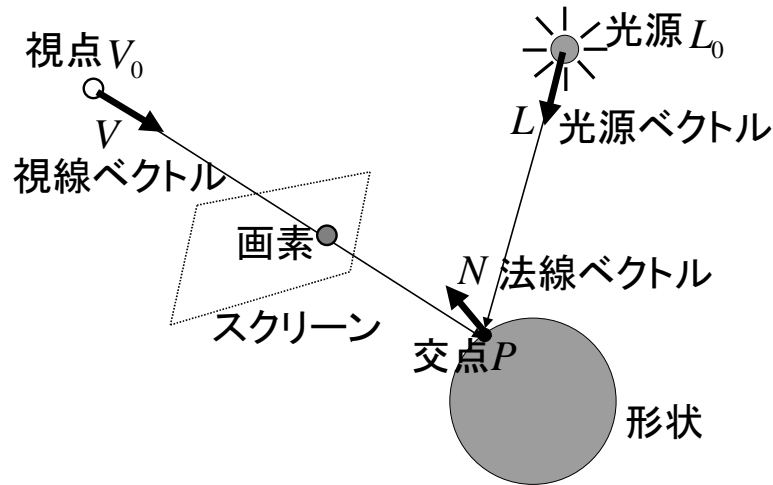 視点V₀
V
視線ベクトル
光源L₀
L 光源ベクトル
画素
スクリーン
N 法線ベクトル
交点P
形状